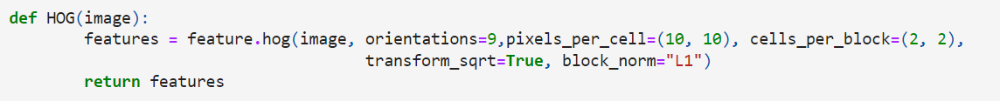 def HOG(image):
        features = feature.hog(image, orientations=9,pixels_per_cell=(10, 10), cells_per_block=(2, 2),
                                    transform_sqrt=True, block_norm="L1")
        return features